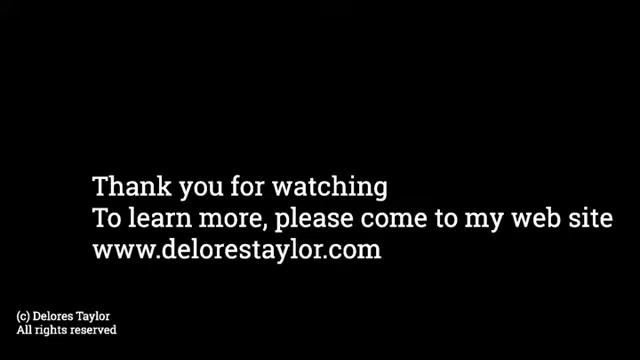 Thank you for watching
To learn more, please come to my web site
www.delorestaylor.com
(c) Delores Taylor
All rights reserved